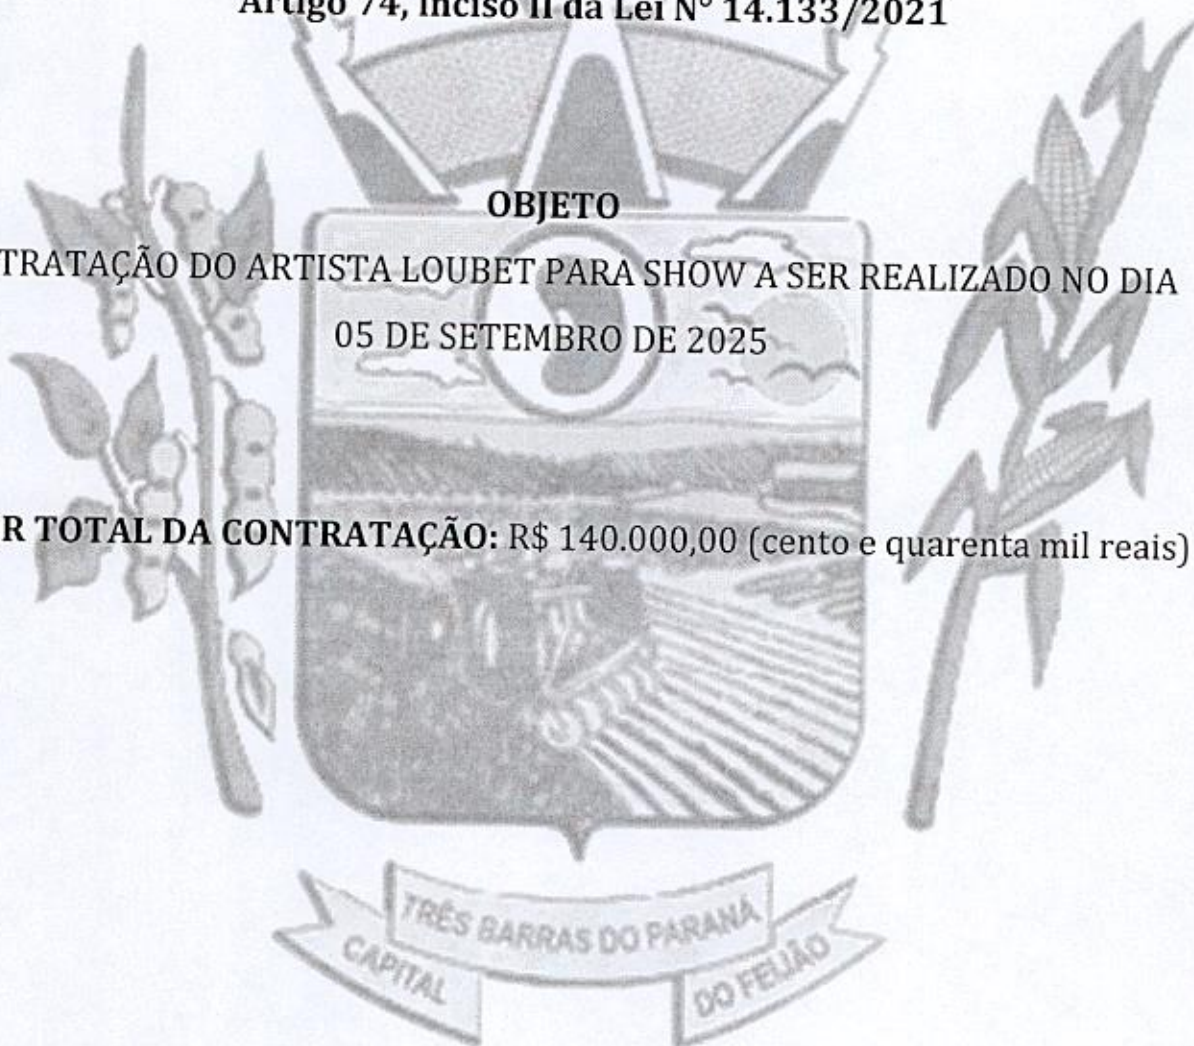 Artigo 74, inciso II da Lei Nº 14.133/2021
OBJETO
TRATAÇÃO DO ARTISTA LOUBET PARA SHOW A SER REALIZADO NO DIA
05 DE SETEMBRO DE 2025
R TOTAL DA CONTRATAÇÃO: R$ 140.000,00 (cento e quarenta mil reais)
TRÊS BARRAS DO PARANÁ
CAPITAL
DO FEIJÃO